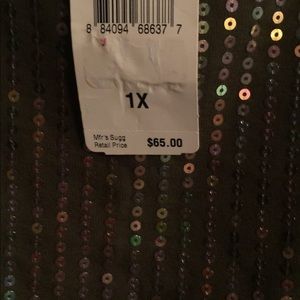 8 84094 68637 7
1X
Mfr's Sugg
Retail Price $65.00